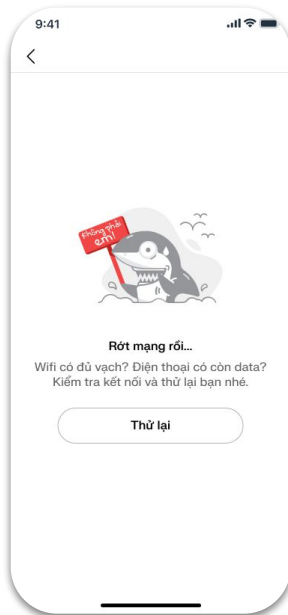 9:41
Không phải
em!
Rớt mạng rồi...
Wifi có đủ vạch? Điện thoại có còn data?
Kiểm tra kết nối và thử lại bạn nhé.
Thử lại